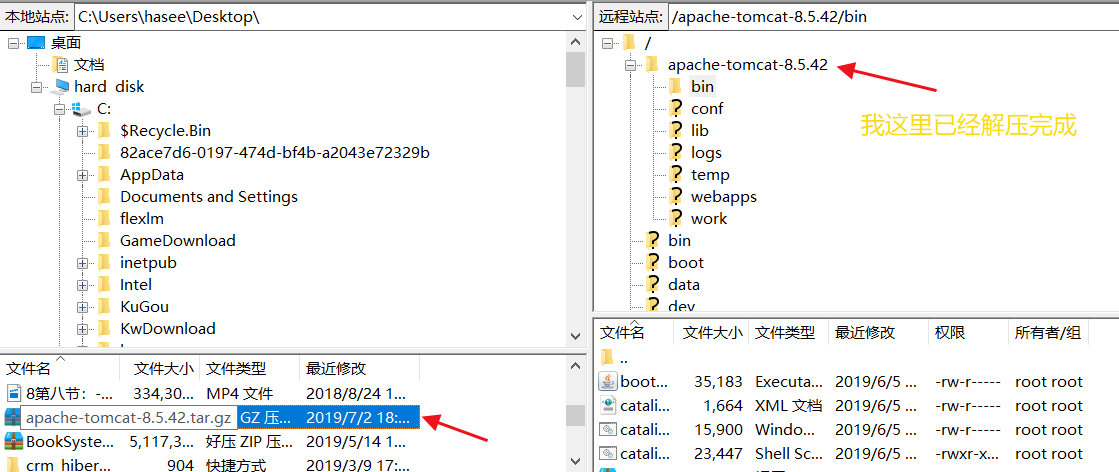 本地站点: C:\Users\hasee\Desktop\
桌面
文档
hard disk
C:
$Recycle.Bin
82ace7d6-0197-474d-bf4b-a2043e72329b
AppData
Documents and Settings
flexlm
GameDownload
inetpub
Intel
KuGou
KwDownload
文件名 文件大小 文件类型 最近修改
8第八节：-... 334,30... MP4 文件 2018/8/24 1...
apache-tomcat-8.5.42.tar.gz GZ 压... 2019/7/2 18:...
BookSyste... 5,117,3... 好压 ZIP 压... 2019/5/14 1...
crm_hiber... 904 快捷方式 2019/3/9 17:...
远程站点: /apache-tomcat-8.5.42/bin
/
apache-tomcat-8.5.42
bin
conf
我这里已经解压完成
lib
logs
temp
webapps
work
bin
boot
data
dev
文件名 文件大小 文件类型 最近修改 权限 所有者/组
..
boot... 35,183 Executa... 2019/6/5 ... -rw-r----- root root
catali... 1,664 XML 文档 2019/6/5 ... -rw-r----- root root
catali... 15,900 Windo... 2019/6/5 ... -rw-r----- root root
catali... 23,447 Shell Sc... 2019/6/5 ... -rwxr-x... root root